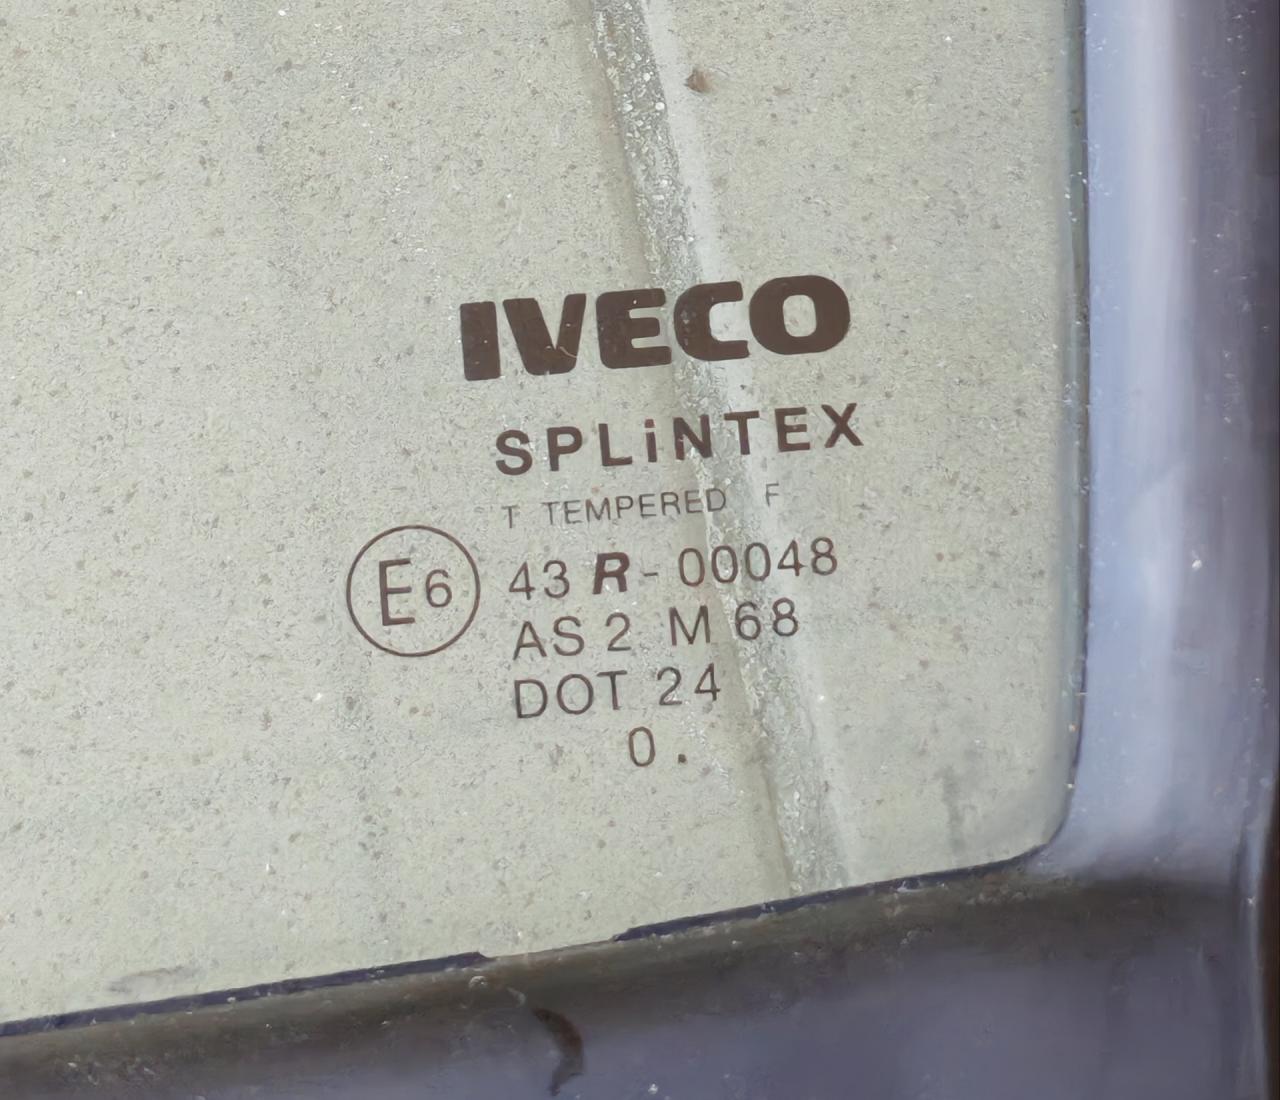 IVECO
SPLiNTEX
T TEMPERED F
E6 43 R - 00048
AS 2 M 68
DOT 24
0 .